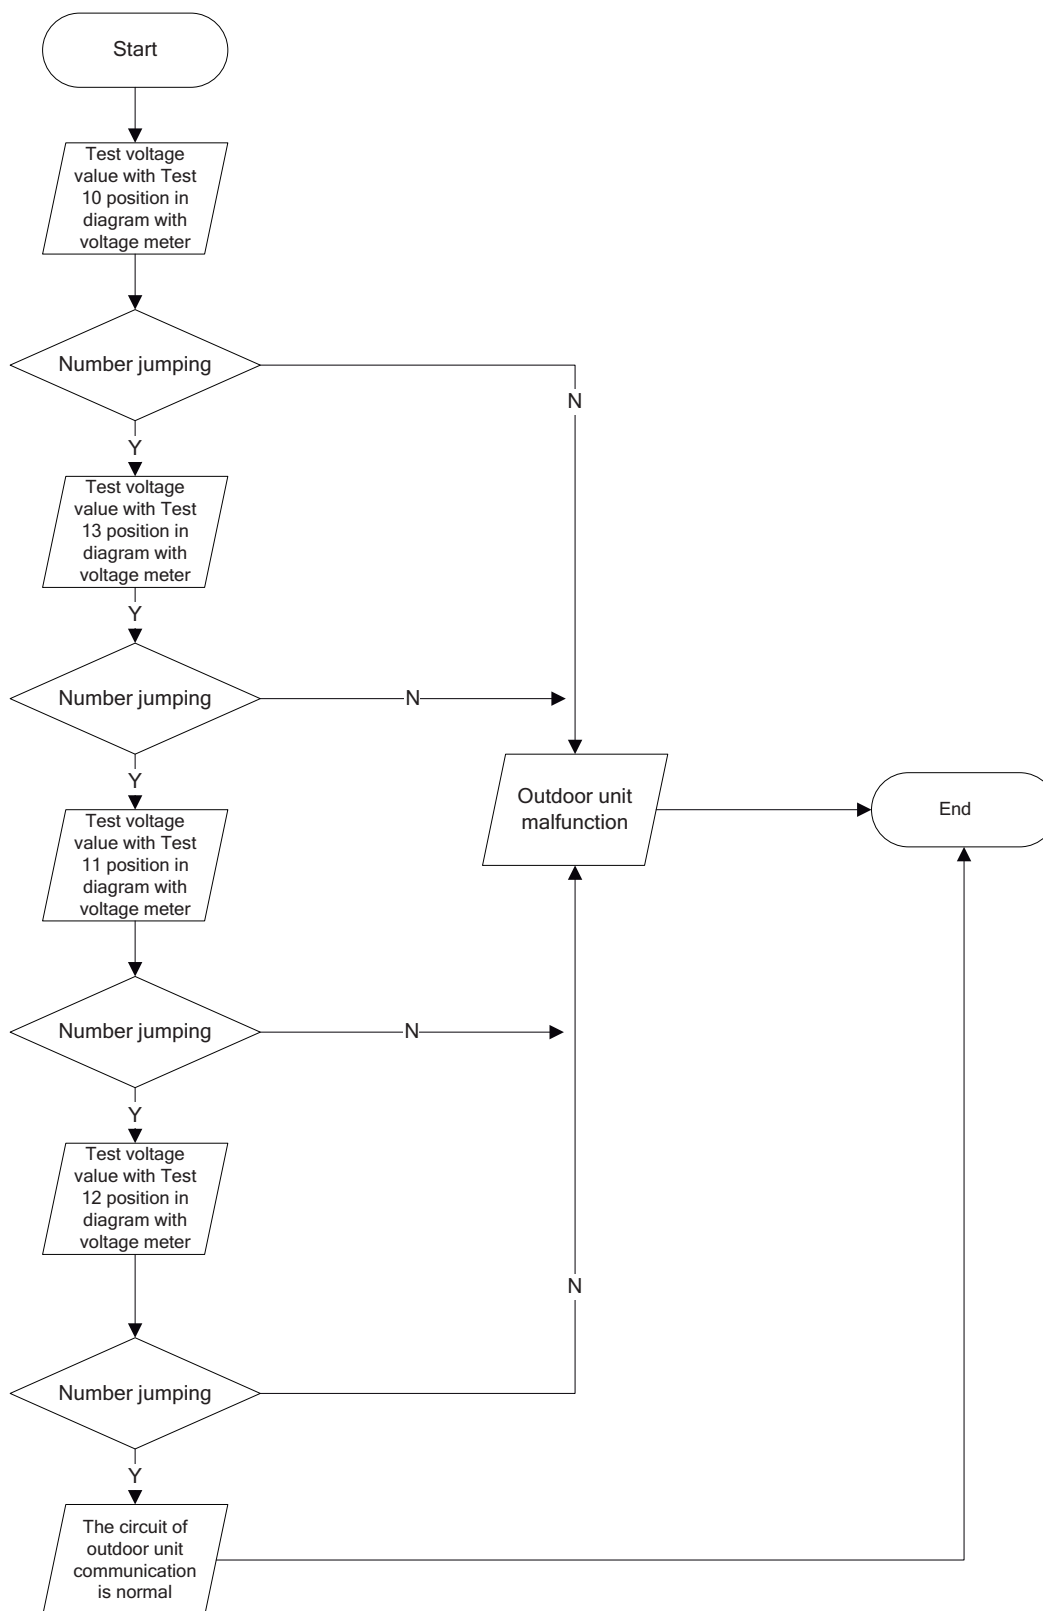 Start
Test voltage
value with Test
10 position in
diagram with
voltage meter
Number jumping
N
Y
Test voltage
value with Test
13 position in
diagram with
voltage meter
Y
Number jumping
N
Y
Outdoor unit
malfunction
End
Test voltage
value with Test
11 position in
diagram with
voltage meter
Number jumping
N
Y
Test voltage
value with Test
12 position in
diagram with
voltage meter
N
Number jumping
Y
The circuit of
outdoor unit
communication
is normal